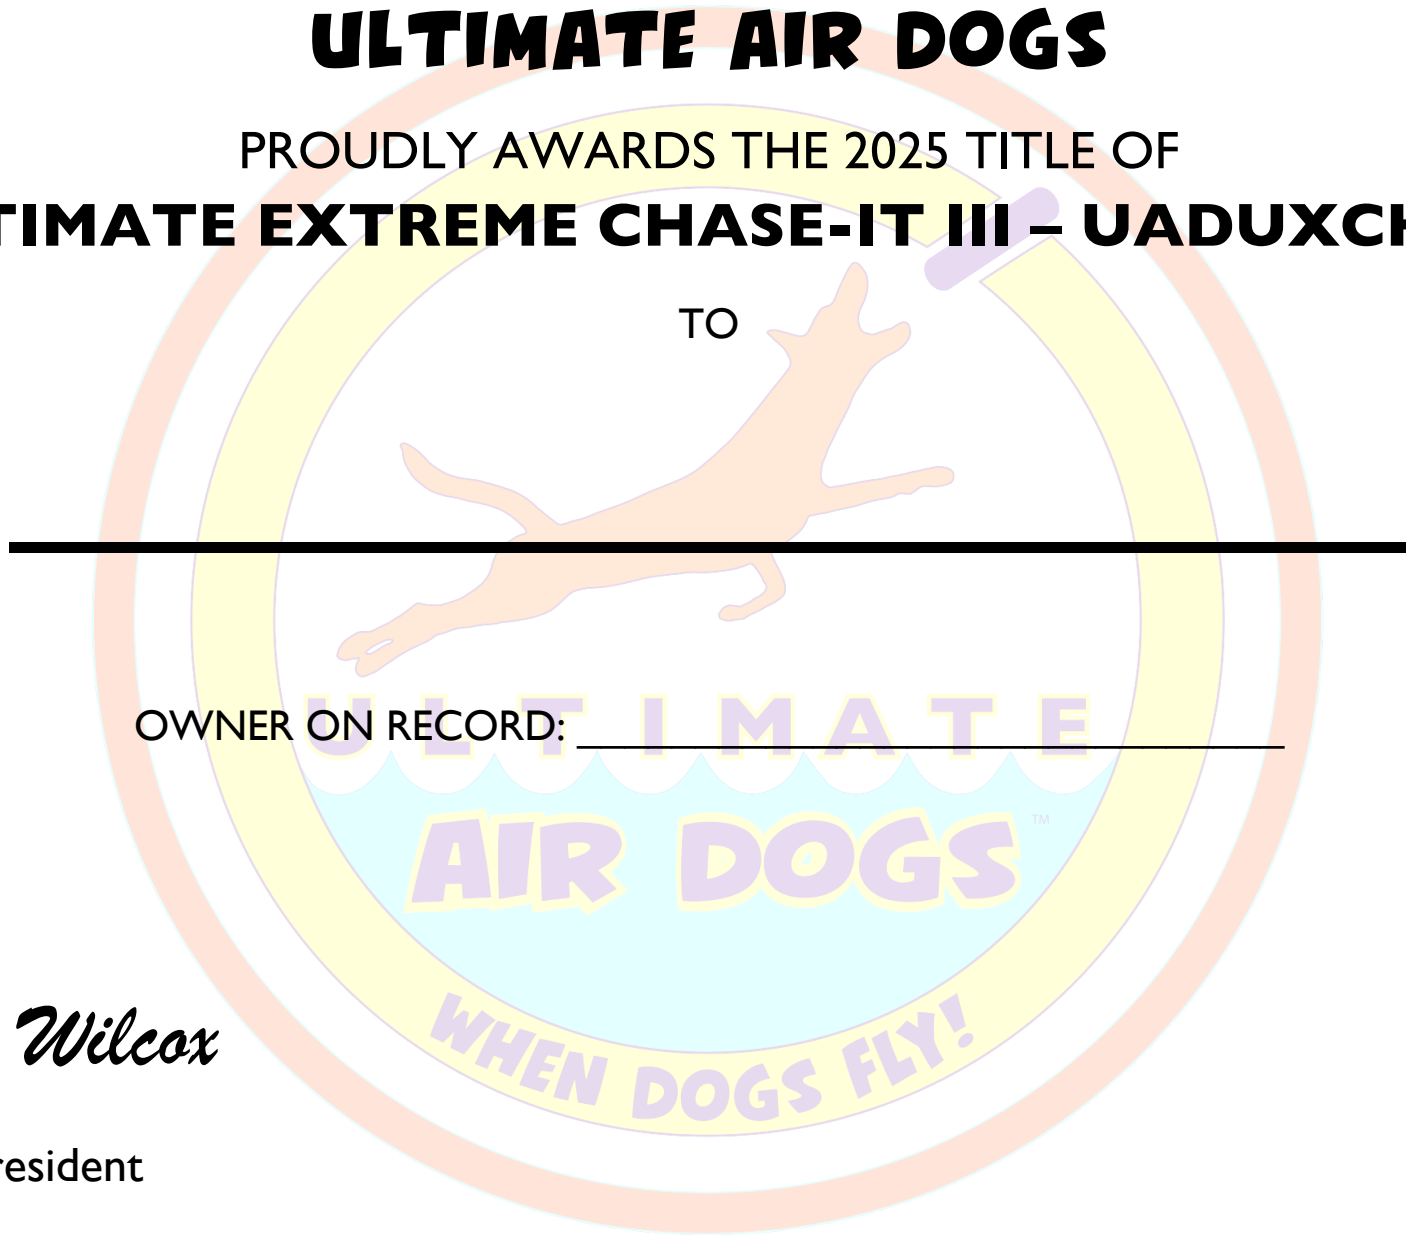 ULTIMATE AIR DOGS
PROUDLY AWARDS THE 2025 TITLE OF
TIMATE EXTREME CHASE-IT III – UADUXCH
TO
OWNER ON RECORD: ______________________________
ULTIMATE
AIR DOGS™
WHEN DOGS FLY!
Wilcox
resident